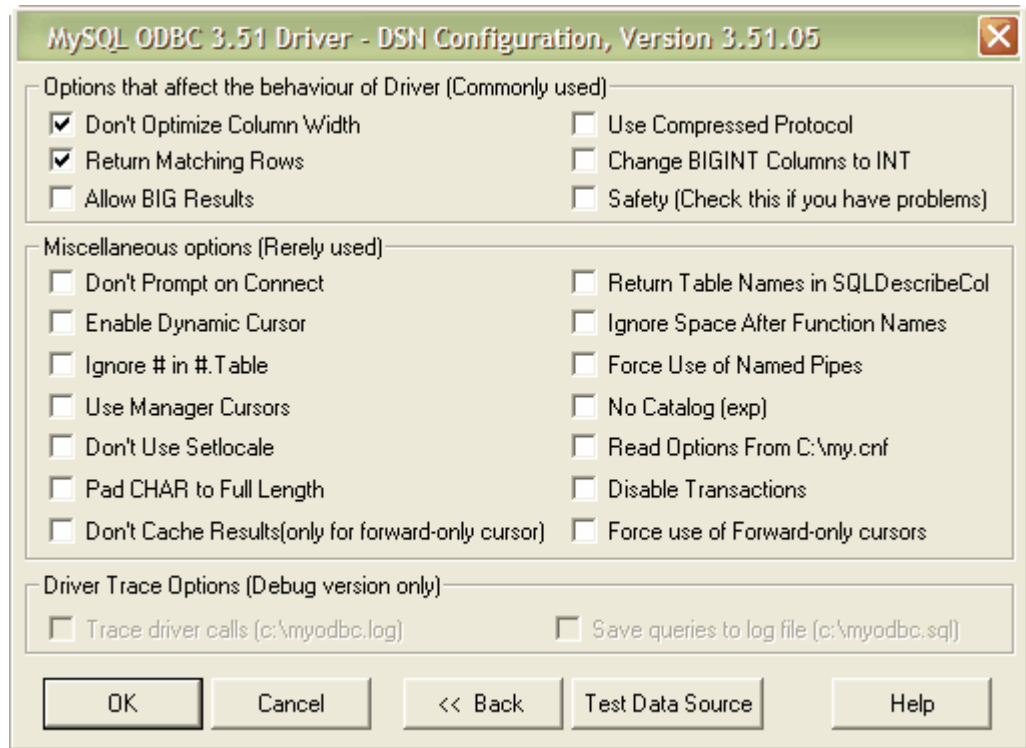 MySQL ODBC 3.51 Driver - DSN Configuration, Version 3.51.05
Options that affect the behaviour of Driver (Commonly used)
Don't Optimize Column Width
Use Compressed Protocol
Return Matching Rows
Change BIGINT Columns to INT
Allow BIG Results
Safety (Check this if you have problems)
Miscellaneous options (Rerely used)
Don't Prompt on Connect
Return Table Names in SQLDescribeCol
Enable Dynamic Cursor
Ignore Space After Function Names
Ignore # in #.Table
Force Use of Named Pipes
Use Manager Cursors
No Catalog (exp)
Don't Use Setlocale
Read Options From C:\my.cnf
Pad CHAR to Full Length
Disable Transactions
Don't Cache Results(only for forward-only cursor)
Force use of Forward-only cursors
Driver Trace Options (Debug version only)
Trace driver calls (c:\myodbc.log)
Save queries to log file (c:\myodbc.sql)
OK
Cancel
<< Back
Test Data Source
Help